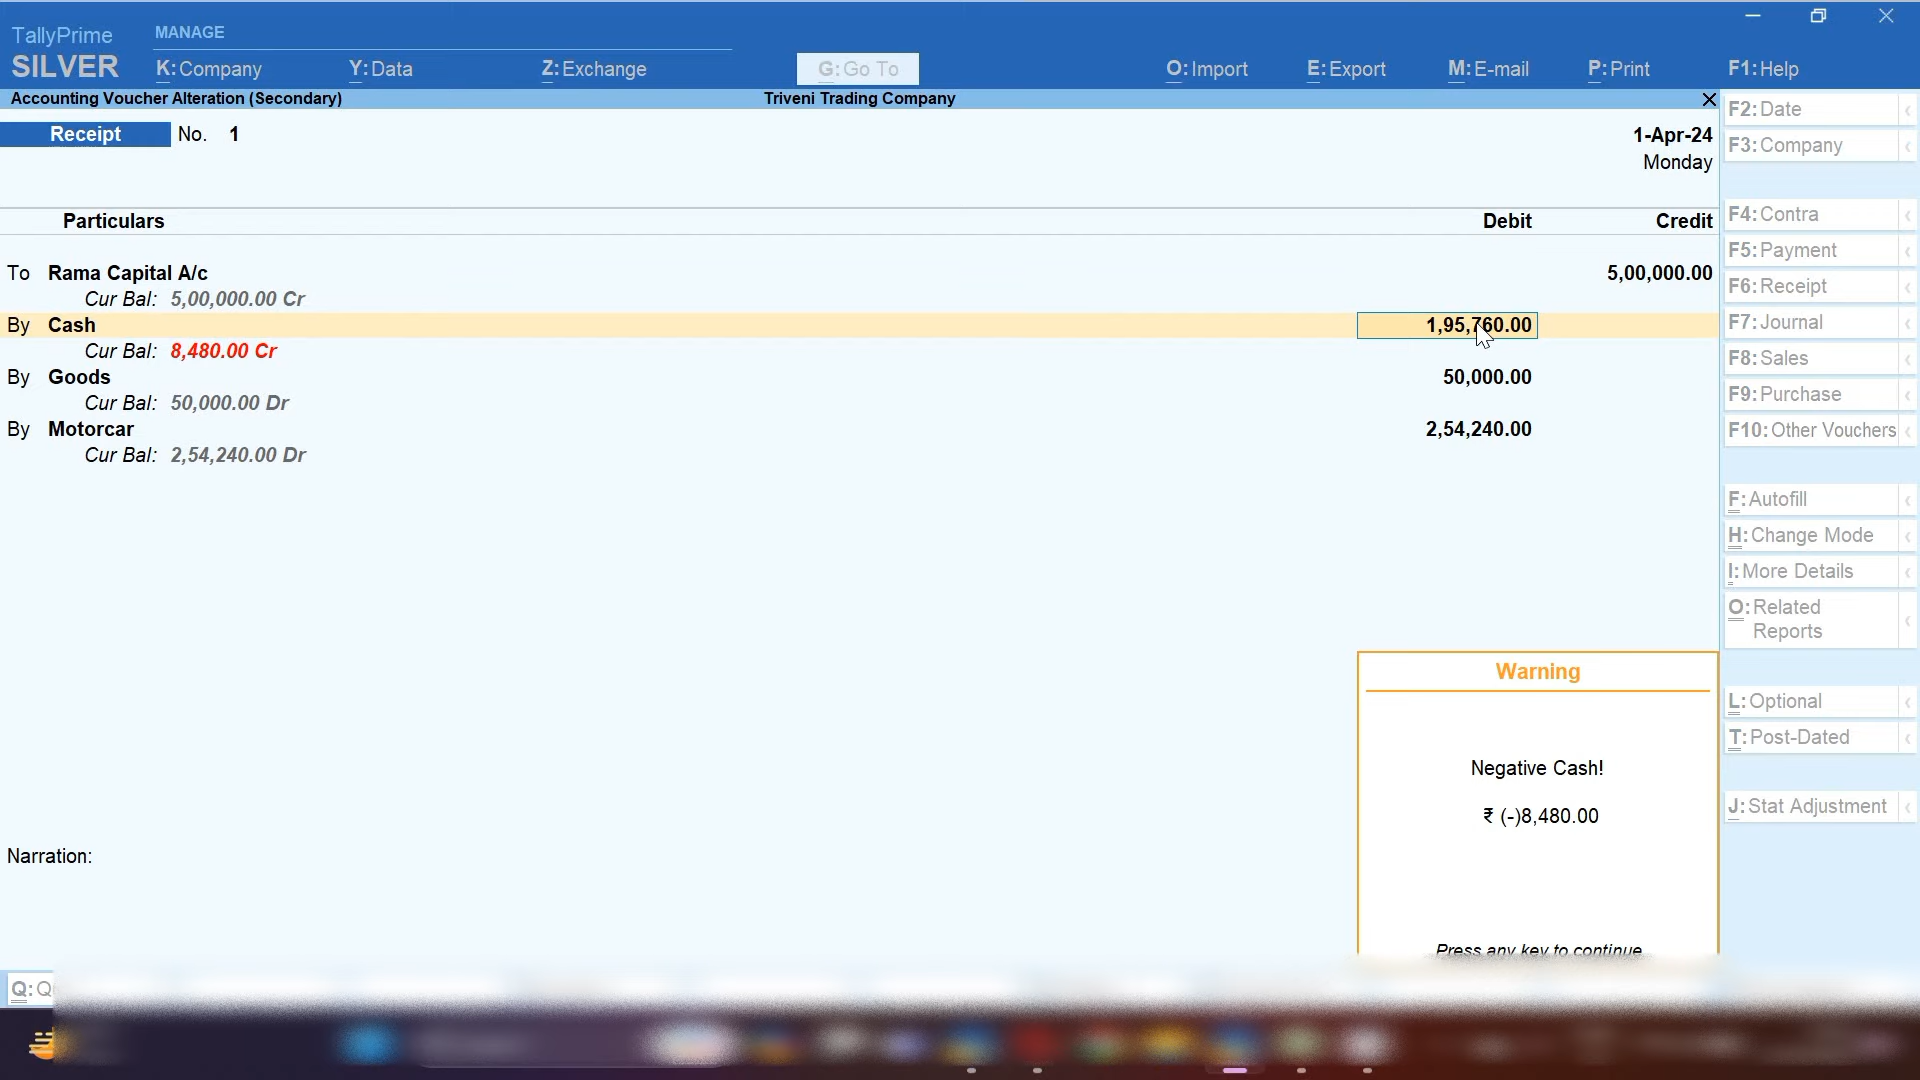 TallyPrime
SILVER
MANAGE
K:Company Y:Data Z:Exchange G:Go To O:Import E:Export M:E-mail P:Print F1:Help
Accounting Voucher Alteration (Secondary) Triveni Trading Company
Receipt No. 1 1-Apr-24
Monday
Particulars Debit Credit
To Rama Capital A/c 5,00,000.00
Cur Bal: 5,00,000.00 Cr
By Cash 1,95,760.00
Cur Bal: 8,480.00 Cr
By Goods 50,000.00
Cur Bal: 50,000.00 Dr
By Motorcar 2,54,240.00
Cur Bal: 2,54,240.00 Dr
Warning
Negative Cash!
₹ (-)8,480.00
Press any key to continue
Narration:
F2:Date
F3:Company
F4:Contra
F5:Payment
F6:Receipt
F7:Journal
F8:Sales
F9:Purchase
F10:Other Vouchers
F:Autofill
H:Change Mode
I:More Details
O:Related
Reports
L:Optional
T:Post-Dated
J:Stat Adjustment
Q: